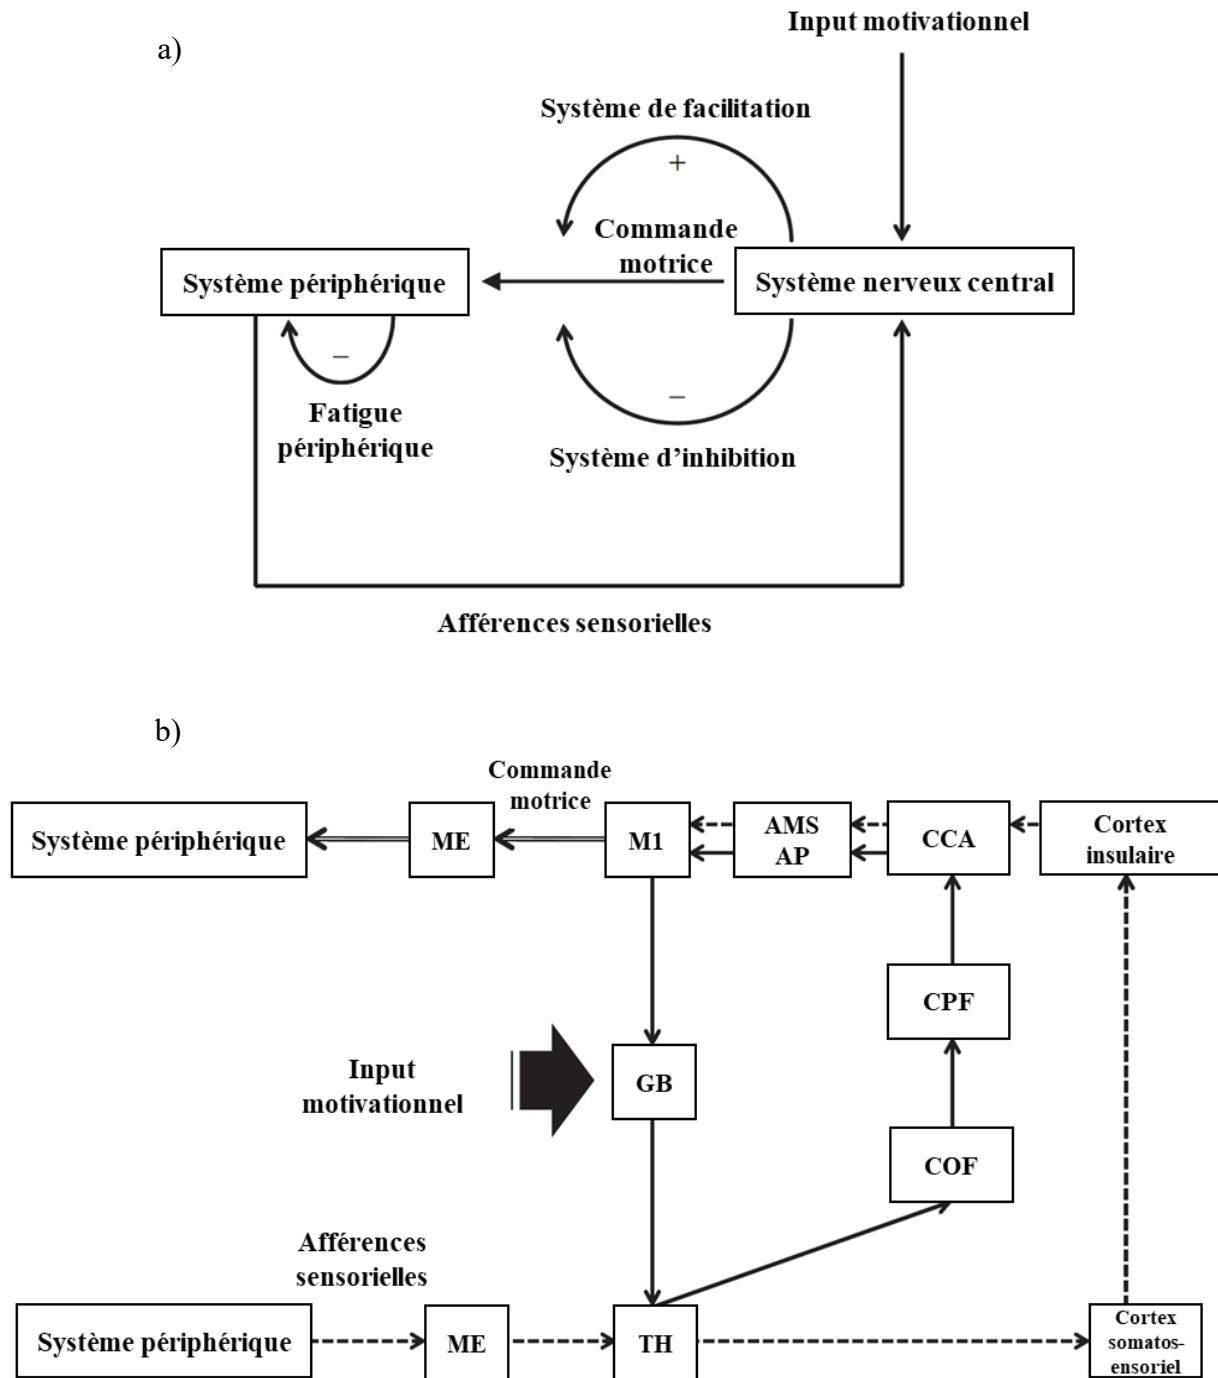 a)
Input motivationnel
Système de facilitation
+
Commande
motrice
Système périphérique
Système nerveux central
–
Fatigue
périphérique
–
Système d’inhibition
Afférences sensorielles
b)
Commande
motrice
Système périphérique
ME
M1
AMS
AP
CCA
Cortex
insulaire
CPF
Input
motivationnel
GB
COF
Afférences
sensorielles
Système périphérique
ME
TH
Cortex
somatos-
ensoriel